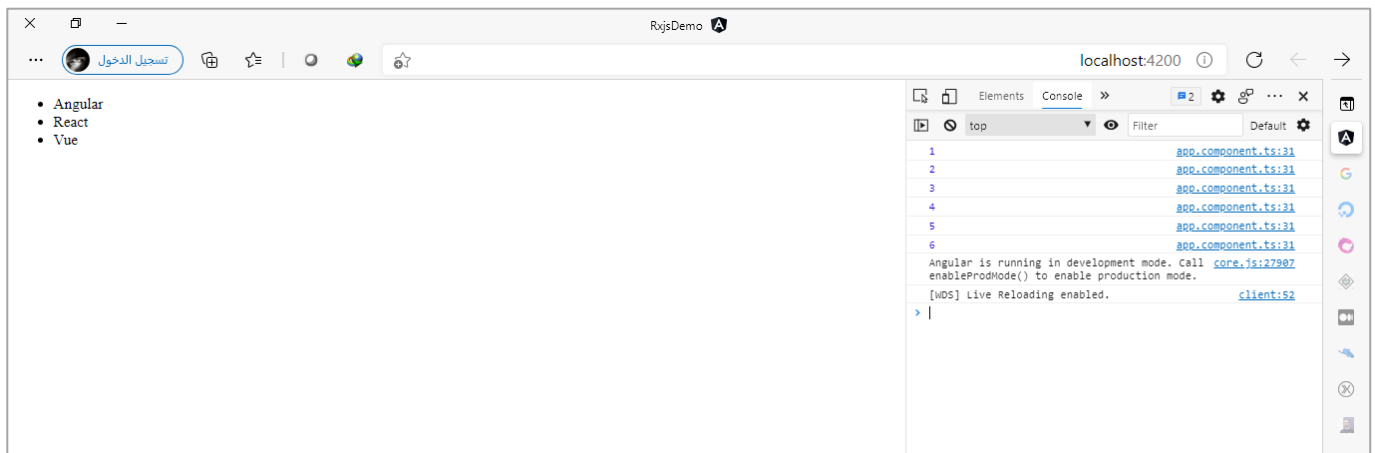 RxjsDemo
تسجيل الدخول
localhost:4200
Angular
React
Vue
Elements Console » 2
top Filter Default
1 app.component.ts:31
2 app.component.ts:31
3 app.component.ts:31
4 app.component.ts:31
5 app.component.ts:31
6 app.component.ts:31
Angular is running in development mode. Call core.js:27907
enableProdMode() to enable production mode.
[WDS] Live Reloading enabled. client:52
>